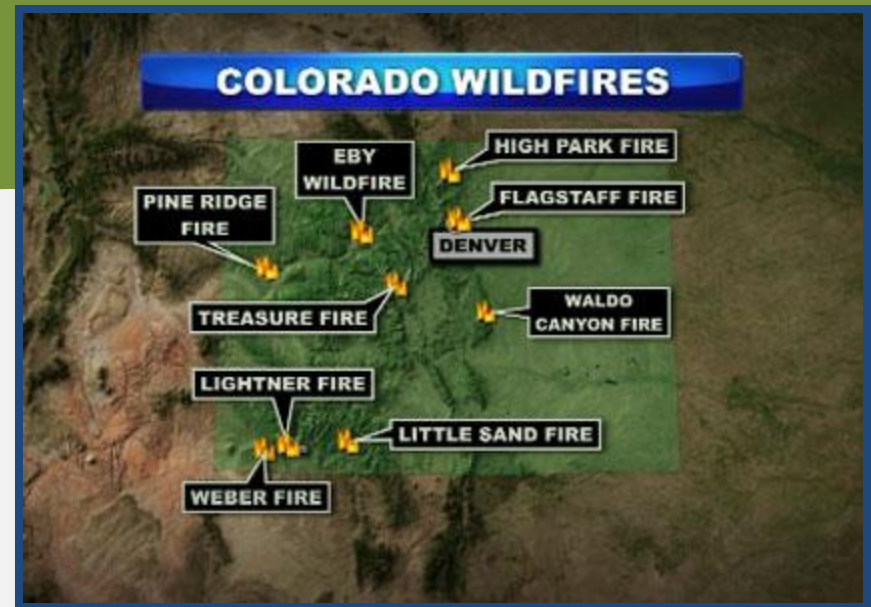 COLORADO WILDFIRES
HIGH PARK FIRE
EBY
WILDFIRE
FLAGSTAFF FIRE
PINE RIDGE
FIRE
DENVER
TREASURE FIRE
WALDO
CANYON FIRE
LIGHTNER FIRE
LITTLE SAND FIRE
WEBER FIRE